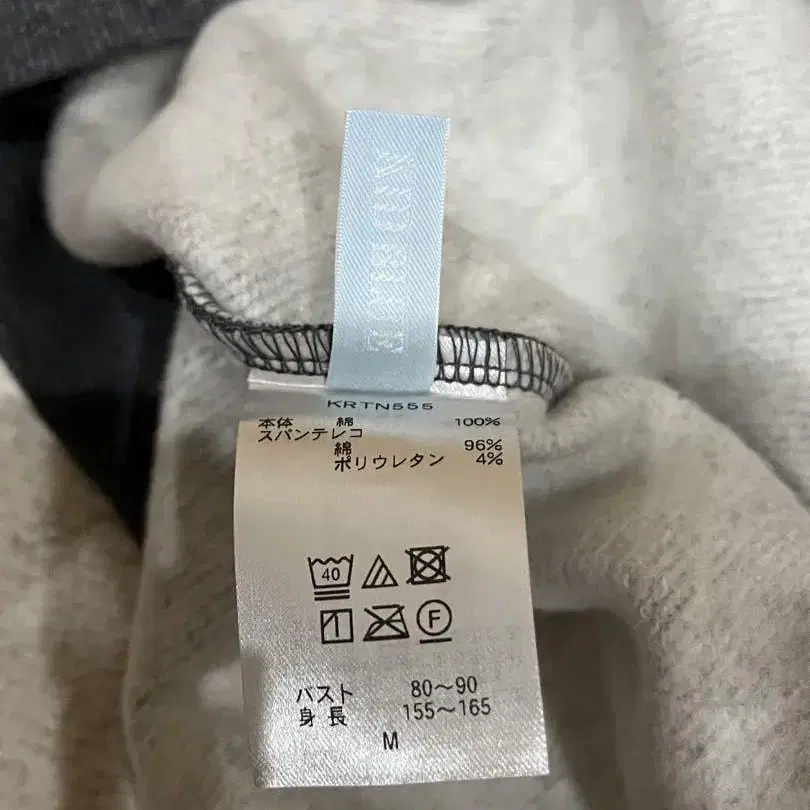 KRTN555
本体 綿 100%
スパンテレコ
綿 96%
ポリウレタン 4%
40
F
バスト 80〜90
身長 155〜165
M